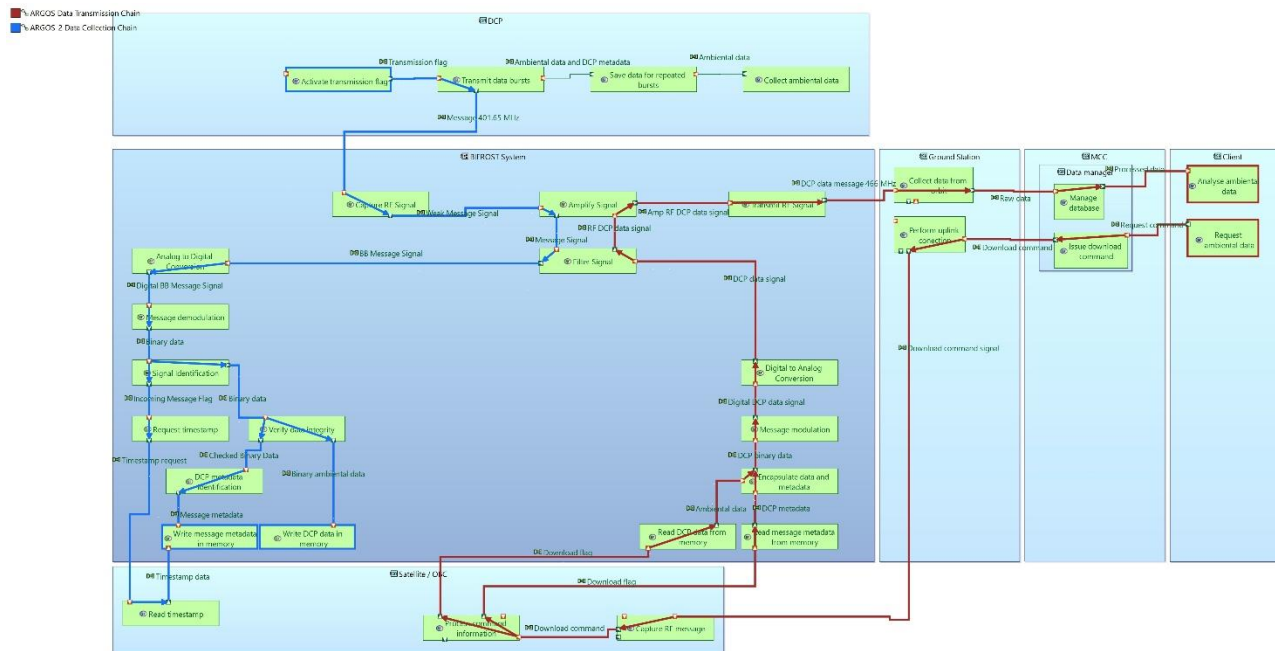 ARGOS Data Transmission Chain
ARGOS-2 Data Collection Chain
DCP
Transmission flag
Ambiental data and DCP metadata
Ambiental data
Activate transmission flag
Transmit data bursts
Save data for repeated
bursts
Collect ambiental data
Message 401.65 MHz
BIFROST System
Ground Station
MCC
Client
Data manager
Processed data
Capture RF Signal
Weak Message Signal
Amplify Signal
Amp RF DCP data signal
Transmit RF Signal
DCP data message 466 MHz
Collect data from
orbit
Raw data
Manage
database
Analyse ambiental
data
RF DCP data signal
Message Signal
Perform uplink
conection
Download command
Issue download
command
Request command
Request
ambiental data
Analog to Digital
Conversion
BB Message Signal
Filter Signal
DCP data signal
Digital BB Message Signal
Message demodulation
Binary data
Download command signal
Signal Identification
Digital to Analog
Conversion
Incorring Message Flag
Binary data
Digital DCP data signal
Request timestamp
Verify data integrity
Message modulation
Timestamp request
Checked Binary Data
Binary ambiental data
DCP binary data
DCP metadata
identification
Encapsulate data and
metadata
Message metadata
Ambiental data
DCP metadata
Write message metadata
in memory
Write DCP data in
memory
Read DCP data from
memory
Read message metadata
from memory
Download flag
Satellite / OBC
Timestamp data
Download flag
Read timestamp
Process command
information
Download command
Capture RF message